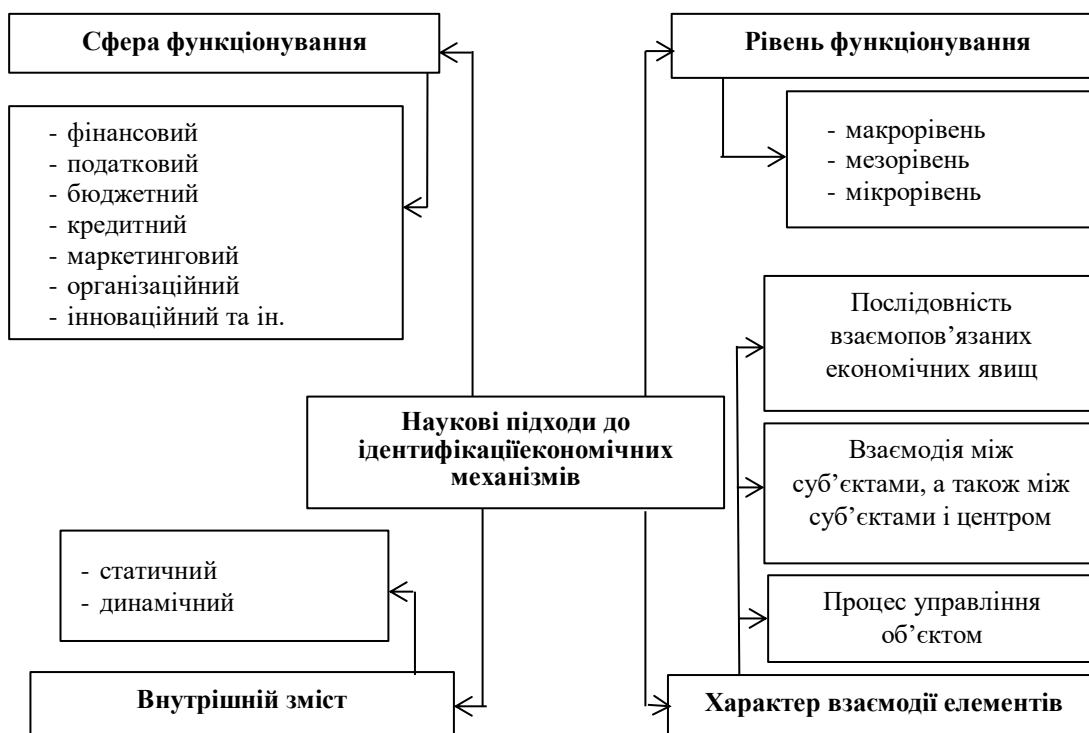 Сфера функціонування
- фінансовий
- податковий
- бюджетний
- кредитний
- маркетинговий
- організаційний
- інноваційний та ін.
Рівень функціонування
- макрорівень
- мезорівень
- мікрорівень
Наукові підходи до
ідентифікаціїекономічних
механізмів
Послідовність
взаємопов’язаних
економічних явищ
Взаємодія між
суб’єктами, а також між
суб’єктами і центром
Процес управління
об’єктом
- статичний
- динамічний
Внутрішній зміст
Характер взаємодії елементів